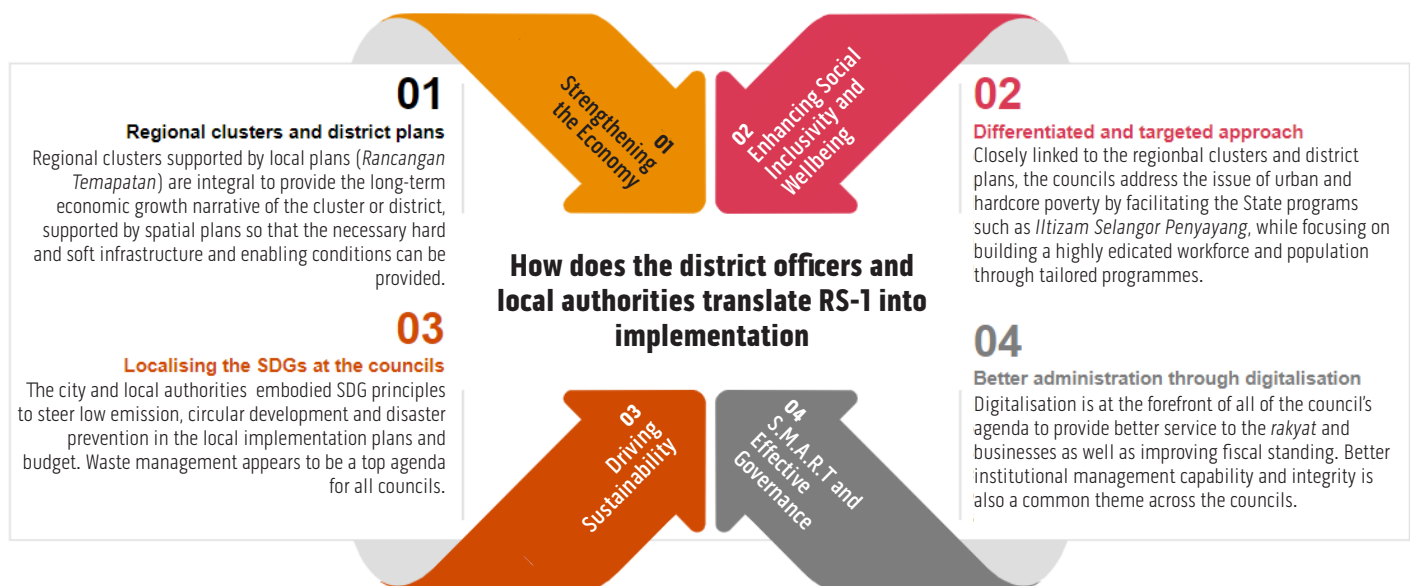 01
Regional clusters and district plans
Regional clusters supported by local plans (Rancangan
Temapatan) are integral to provide the long-term
economic growth narrative of the cluster or district,
supported by spatial plans so that the necessary hard
and soft infrastructure and enabling conditions can be
provided.
01
Strengthening
the Economy
02
Enhancing Social
Inclusivity and
Wellbeing
02
Differentiated and targeted approach
Closely linked to the regionbal clusters and district
plans, the councils address the issue of urban and
hardcore poverty by facilitating the State programs
such as Iltizam Selangor Penyayang, while focusing on
building a highly edicated workforce and population
through tailored programmes.
How does the district officers and
local authorities translate RS-1 into
implementation
03
Localising the SDGs at the councils
The city and local authorities embodied SDG principles
to steer low emission, circular development and disaster
prevention in the local implementation plans and
budget. Waste management appears to be a top agenda
for all councils.
03
Driving
Sustainability
04
S.M.A.R.T and
Effective
Governance
04
Better administration through digitalisation
Digitalisation is at the forefront of all of the council's
agenda to provide better service to the rakyat and
businesses as well as improving fiscal standing. Better
institutional management capability and integrity is
also a common theme across the councils.